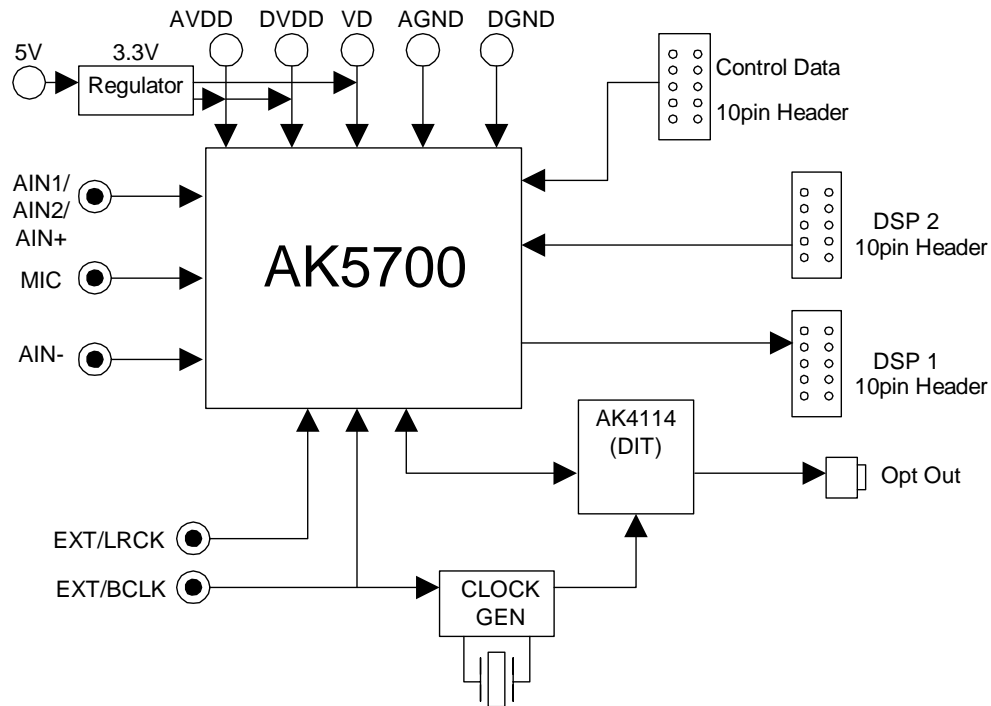 AVDD DVDD VD AGND DGND
5V
3.3V
Regulator
Control Data
10pin Header
AIN1/
AIN2/
AIN+
MIC
AIN-
AK5700
DSP 2
10pin Header
DSP 1
10pin Header
AK4114
(DIT)
Opt Out
EXT/LRCK
EXT/BCLK
CLOCK
GEN